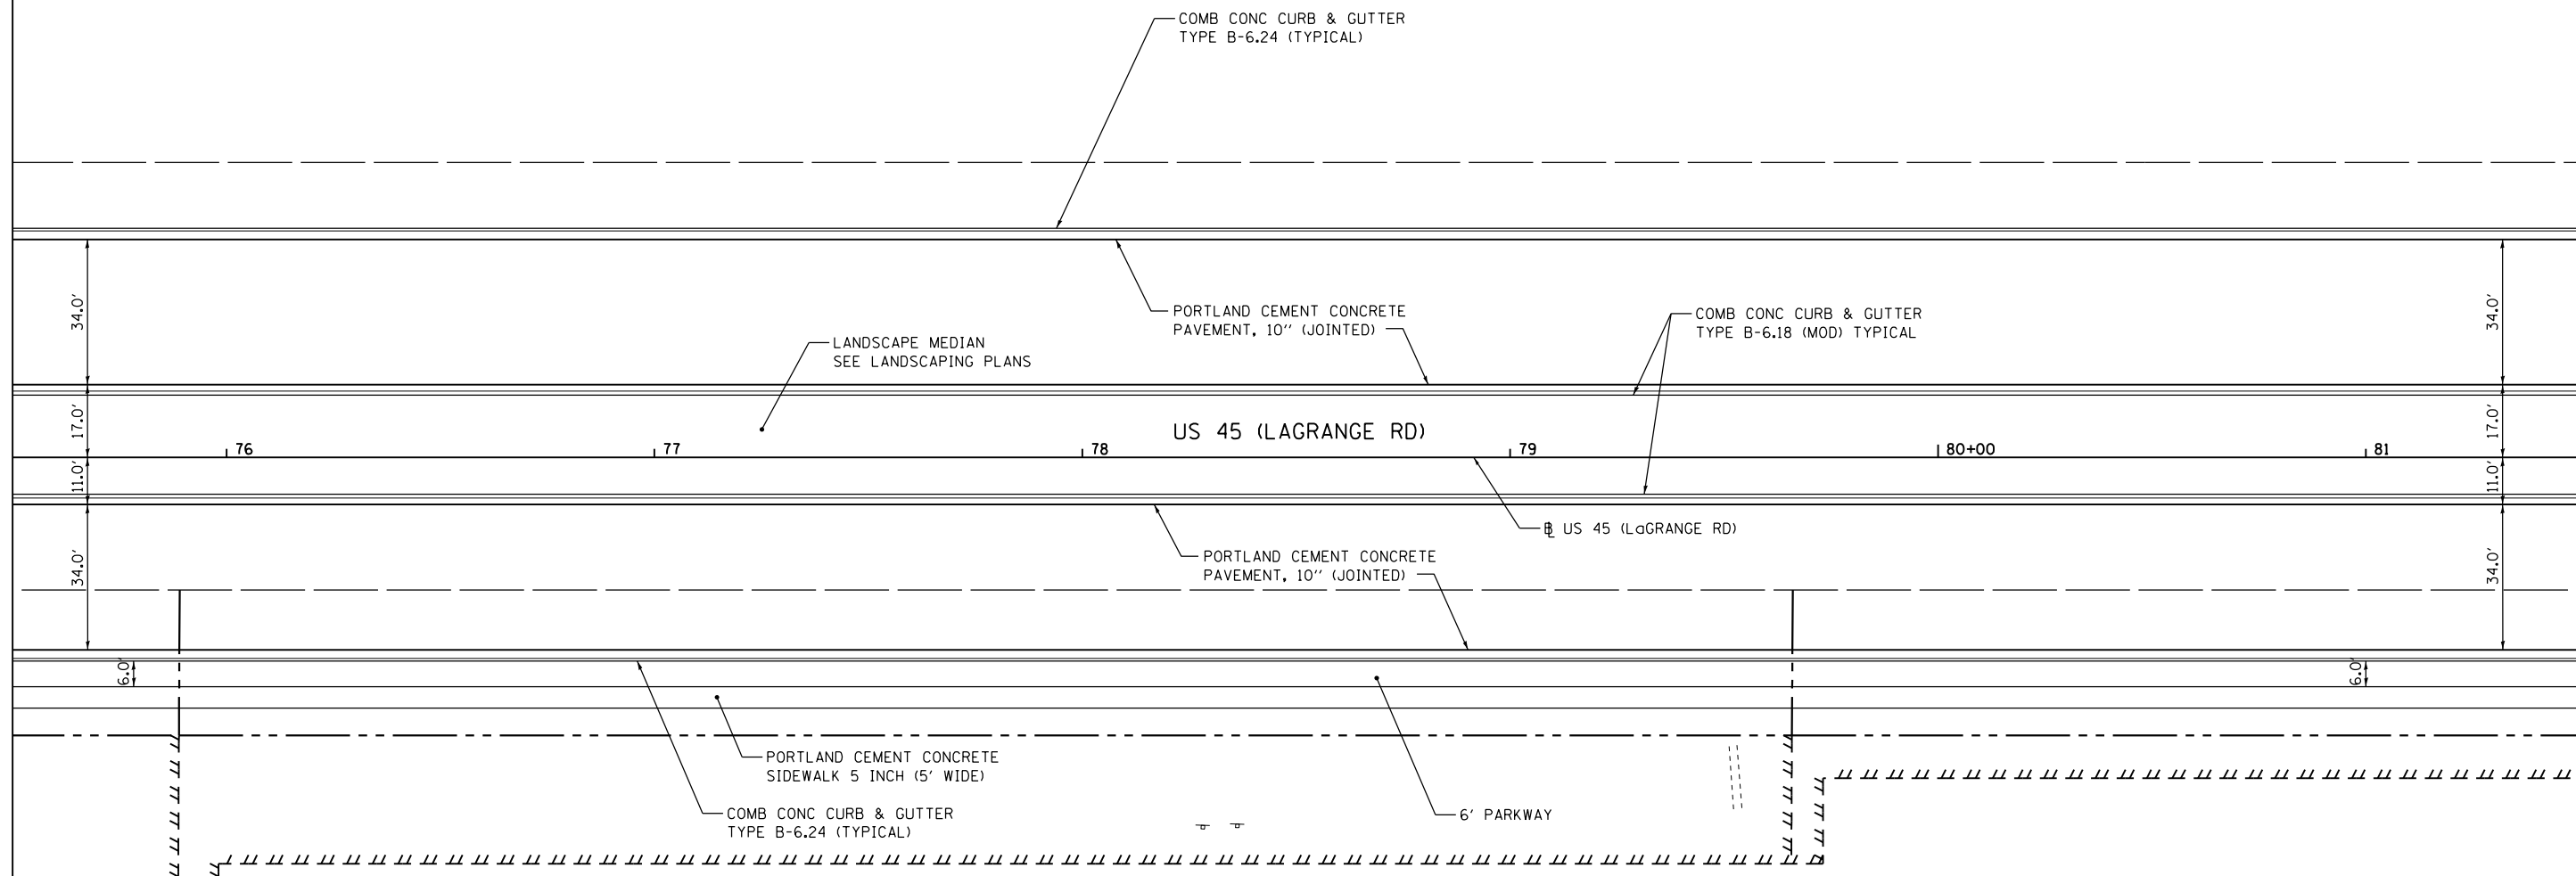 COMB CONC CURB & GUTTER
TYPE B-6.24 (TYPICAL)
34.0'
34.0'
PORTLAND CEMENT CONCRETE
PAVEMENT, 10'' (JOINTED)
COMB CONC CURB & GUTTER
TYPE B-6.18 (MOD) TYPICAL
LANDSCAPE MEDIAN
SEE LANDSCAPING PLANS
17.0'
17.0'
US 45 (LAGRANGE RD)
76
77
78
79
80+00
81
11.0'
11.0'
℄ US 45 (LaGRANGE RD)
PORTLAND CEMENT CONCRETE
PAVEMENT, 10'' (JOINTED)
34.0'
34.0'
6.0'
6.0'
PORTLAND CEMENT CONCRETE
SIDEWALK 5 INCH (5' WIDE)
COMB CONC CURB & GUTTER
TYPE B-6.24 (TYPICAL)
6' PARKWAY